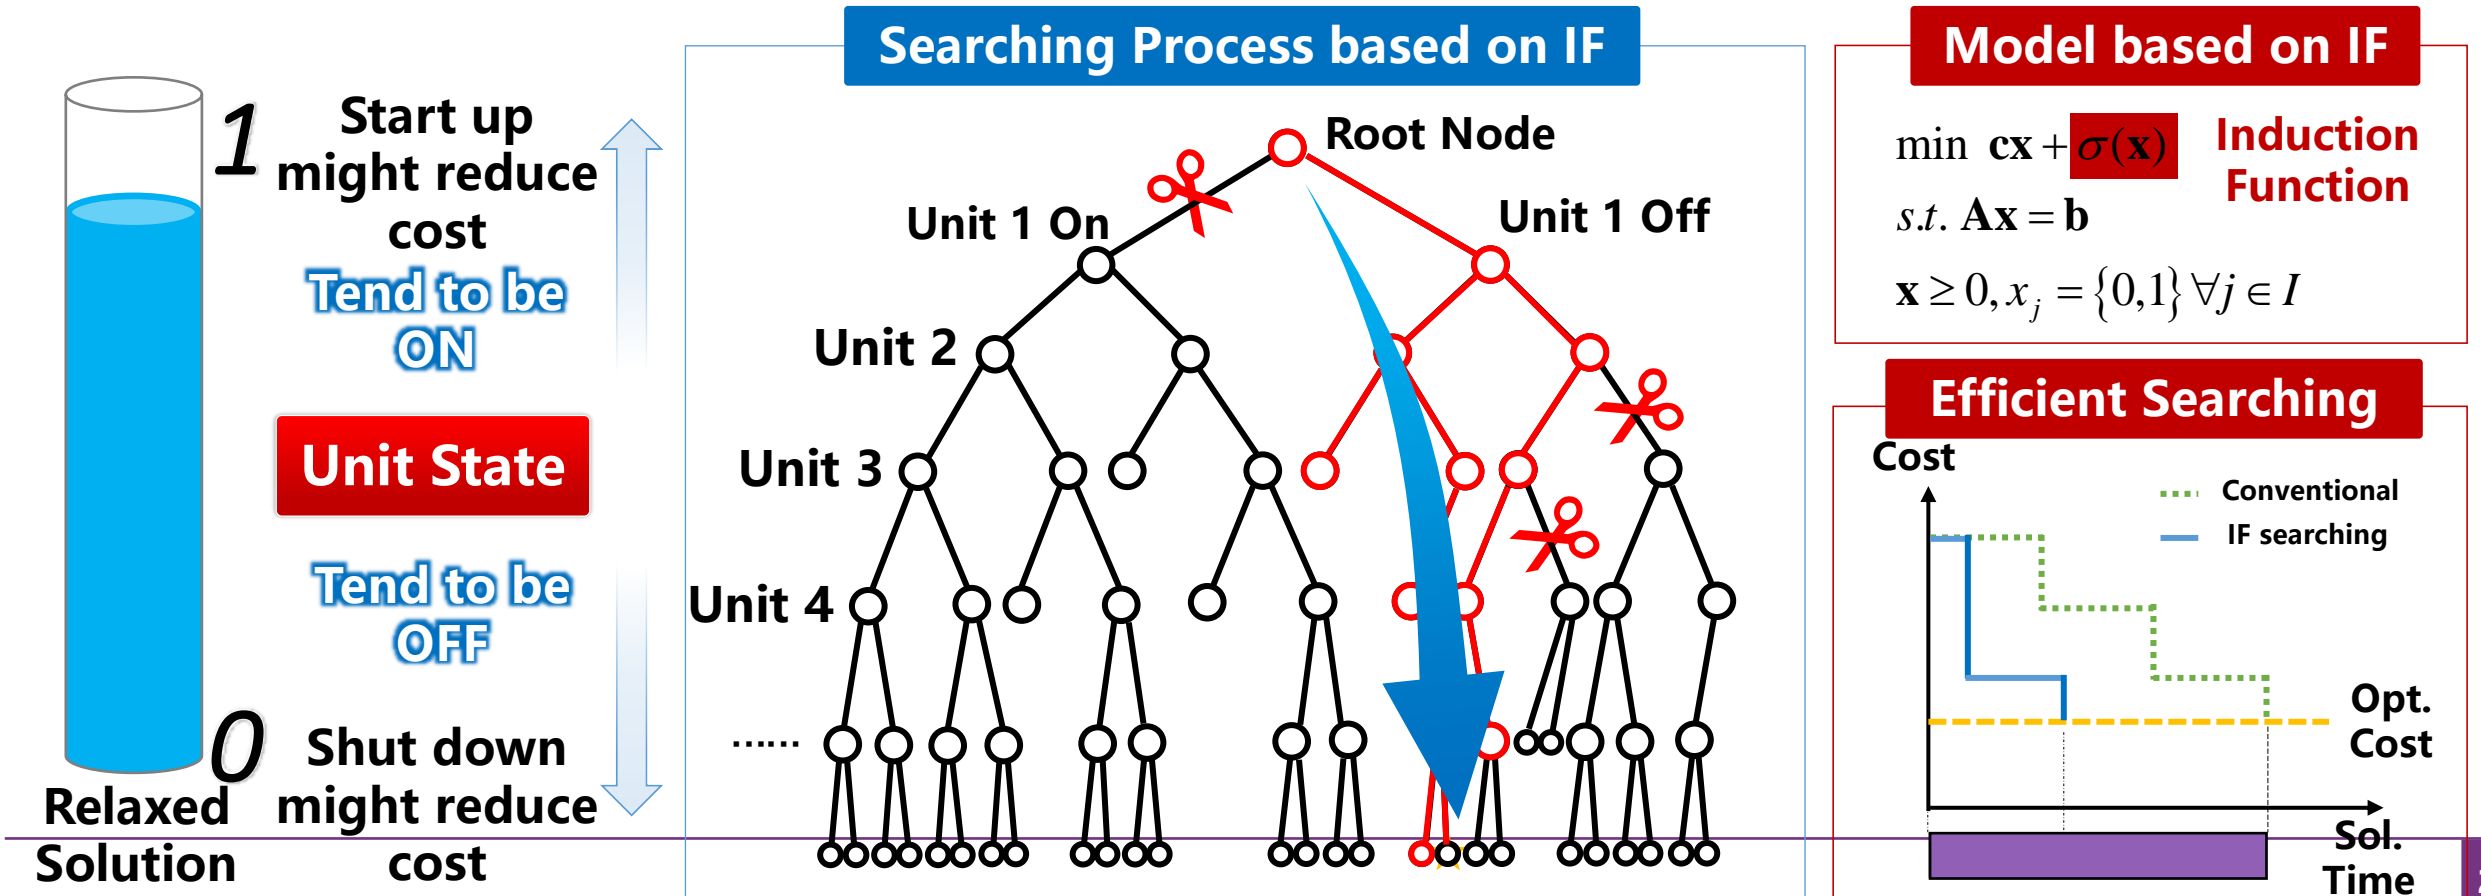 1
Start up
might reduce
cost
Tend to be
ON
Unit State
Tend to be
OFF
0
Shut down
might reduce
cost
Relaxed
Solution
Searching Process based on IF
Root Node
Unit 1 On
Unit 1 Off
Unit 2
Unit 3
Unit 4
......
Model based on IF
min cx + σ(x)
Induction
Function
s.t. Ax = b
x ≥ 0, x_j = {0,1} ∀j ∈ I
Efficient Searching
Cost
Conventional
IF searching
Opt.
Cost
Sol.
Time